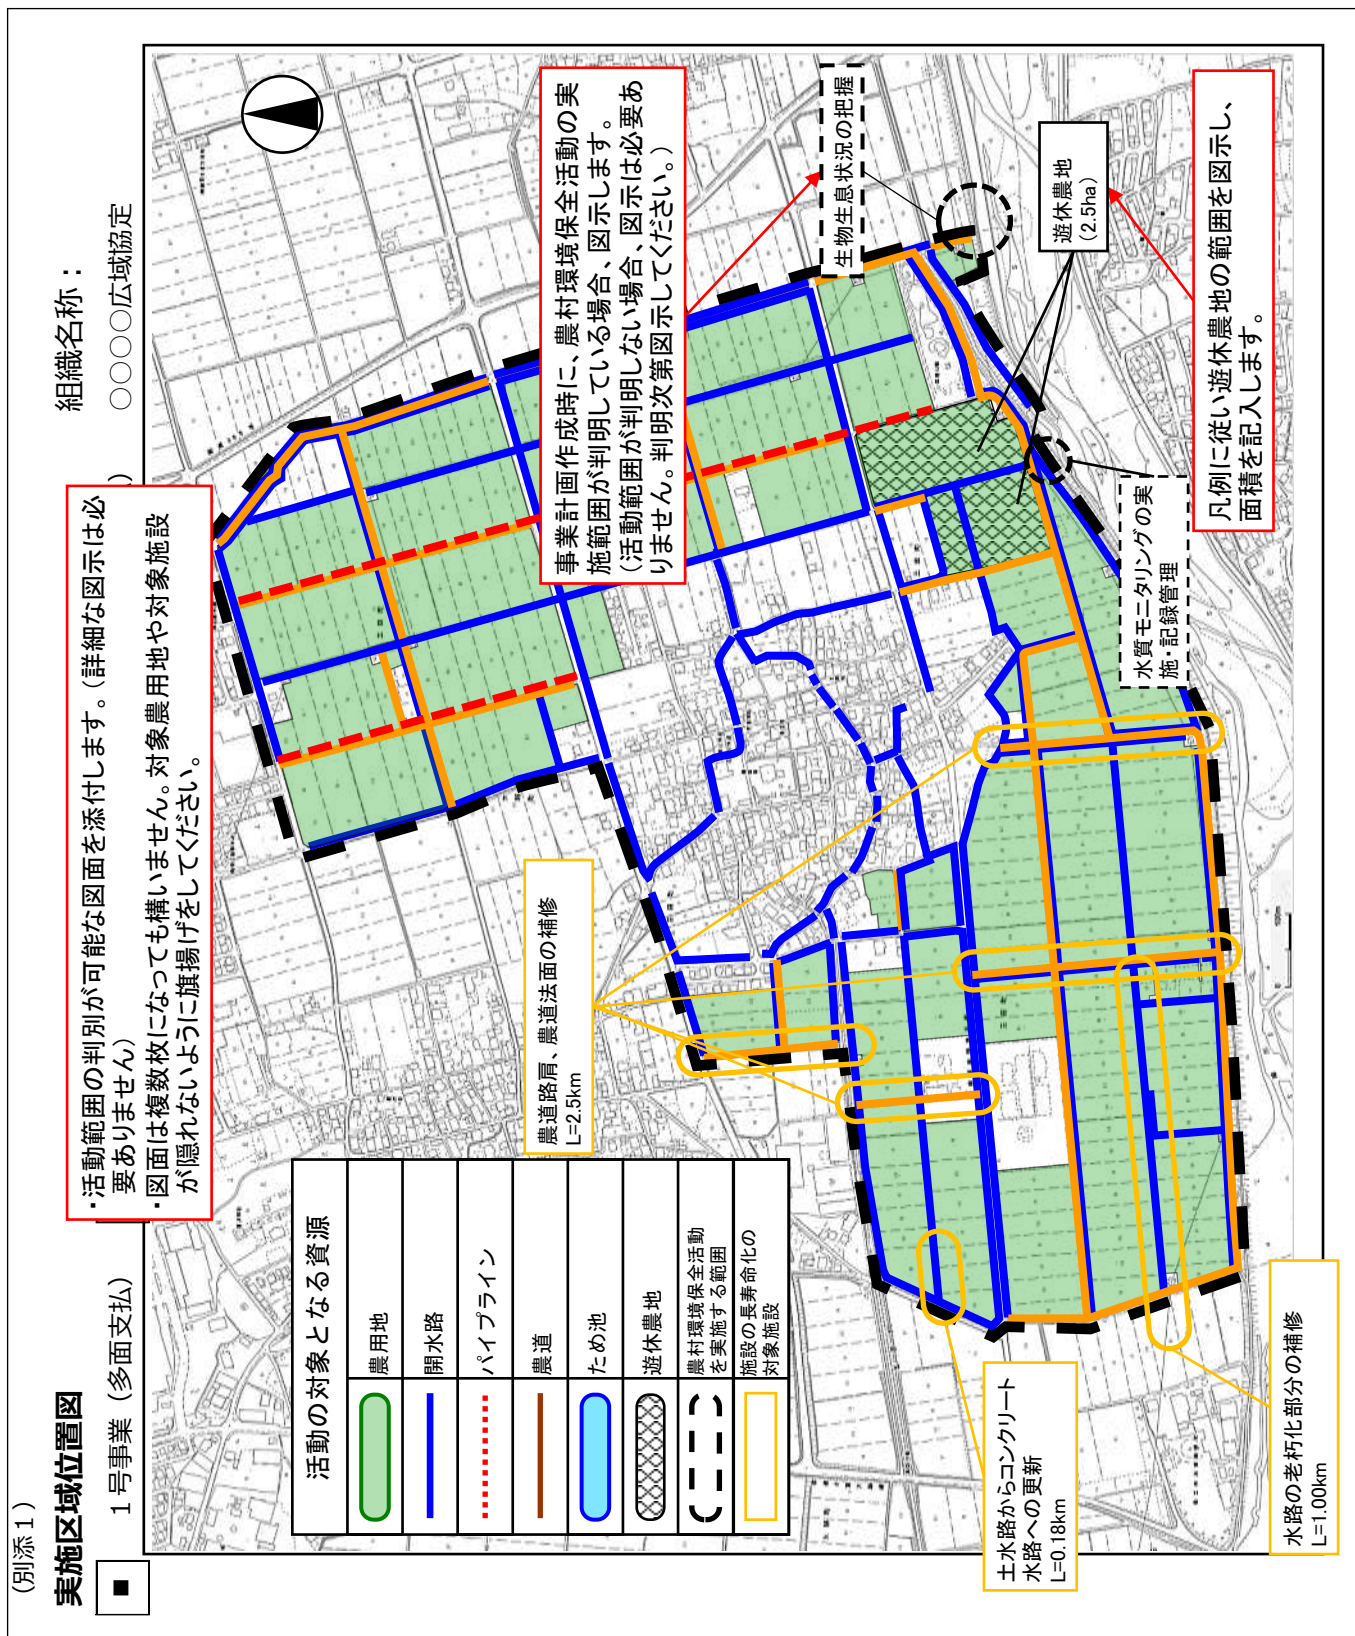 (別添１)
実施区域位置図
■
１号事業（多面支払）
組織名称：
○○○○広域協定
・活動範囲の判別が可能な図面を添付します。（詳細な図示は必
要ありません）
・図面は複数枚になっても構いません。対象農用地や対象施設
が隠れないように旗揚げをしてください。
事業計画作成時に、農村環境保全活動の実
施範囲が判明している場合、図示します。
（活動範囲が判明しない場合、図示は必要あ
りません。判明次第図示してください。）
生物生息状況の把握
遊休農地
（2.5ha）
凡例に従い遊休農地の範囲を図示し、
面積を記入します。
水質モニタリングの実
施・記録管理
農道路肩、農道法面の補修
L=2.5km
活動の対象となる資源
農用地
開水路
パイプライン
農道
ため池
遊休農地
農村環境保全活動
を実施する範囲
施設の長寿命化の
対象施設
土水路からコンクリート
水路への更新
L=0.18km
水路の老朽化部分の補修
L=1.00km